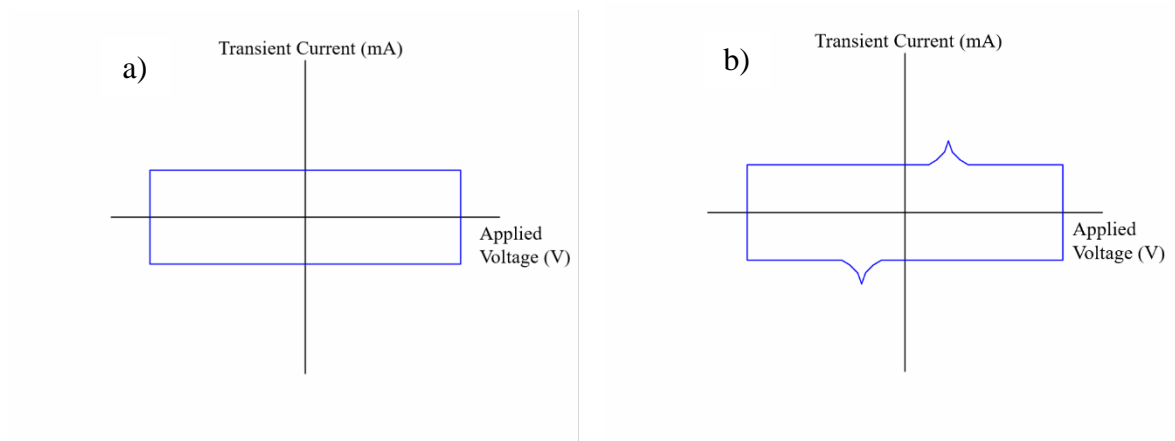 a)
Transient Current (mA)
Applied
Voltage (V)
b)
Transient Current (mA)
Applied
Voltage (V)